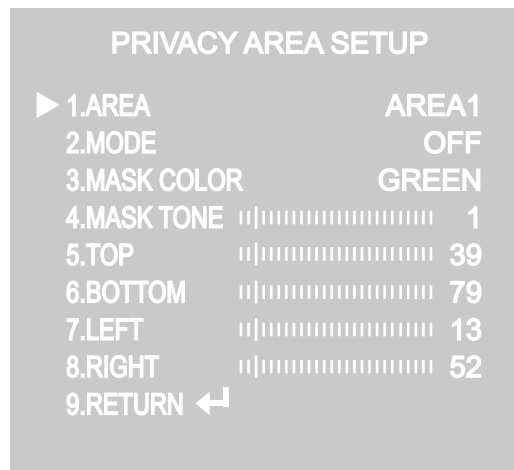 PRIVACY AREA SETUP
1.AREA AREA1
2.MODE OFF
3.MASK COLOR GREEN
4.MASK TONE 1
5.TOP 39
6.BOTTOM 79
7.LEFT 13
8.RIGHT 52
9.RETURN